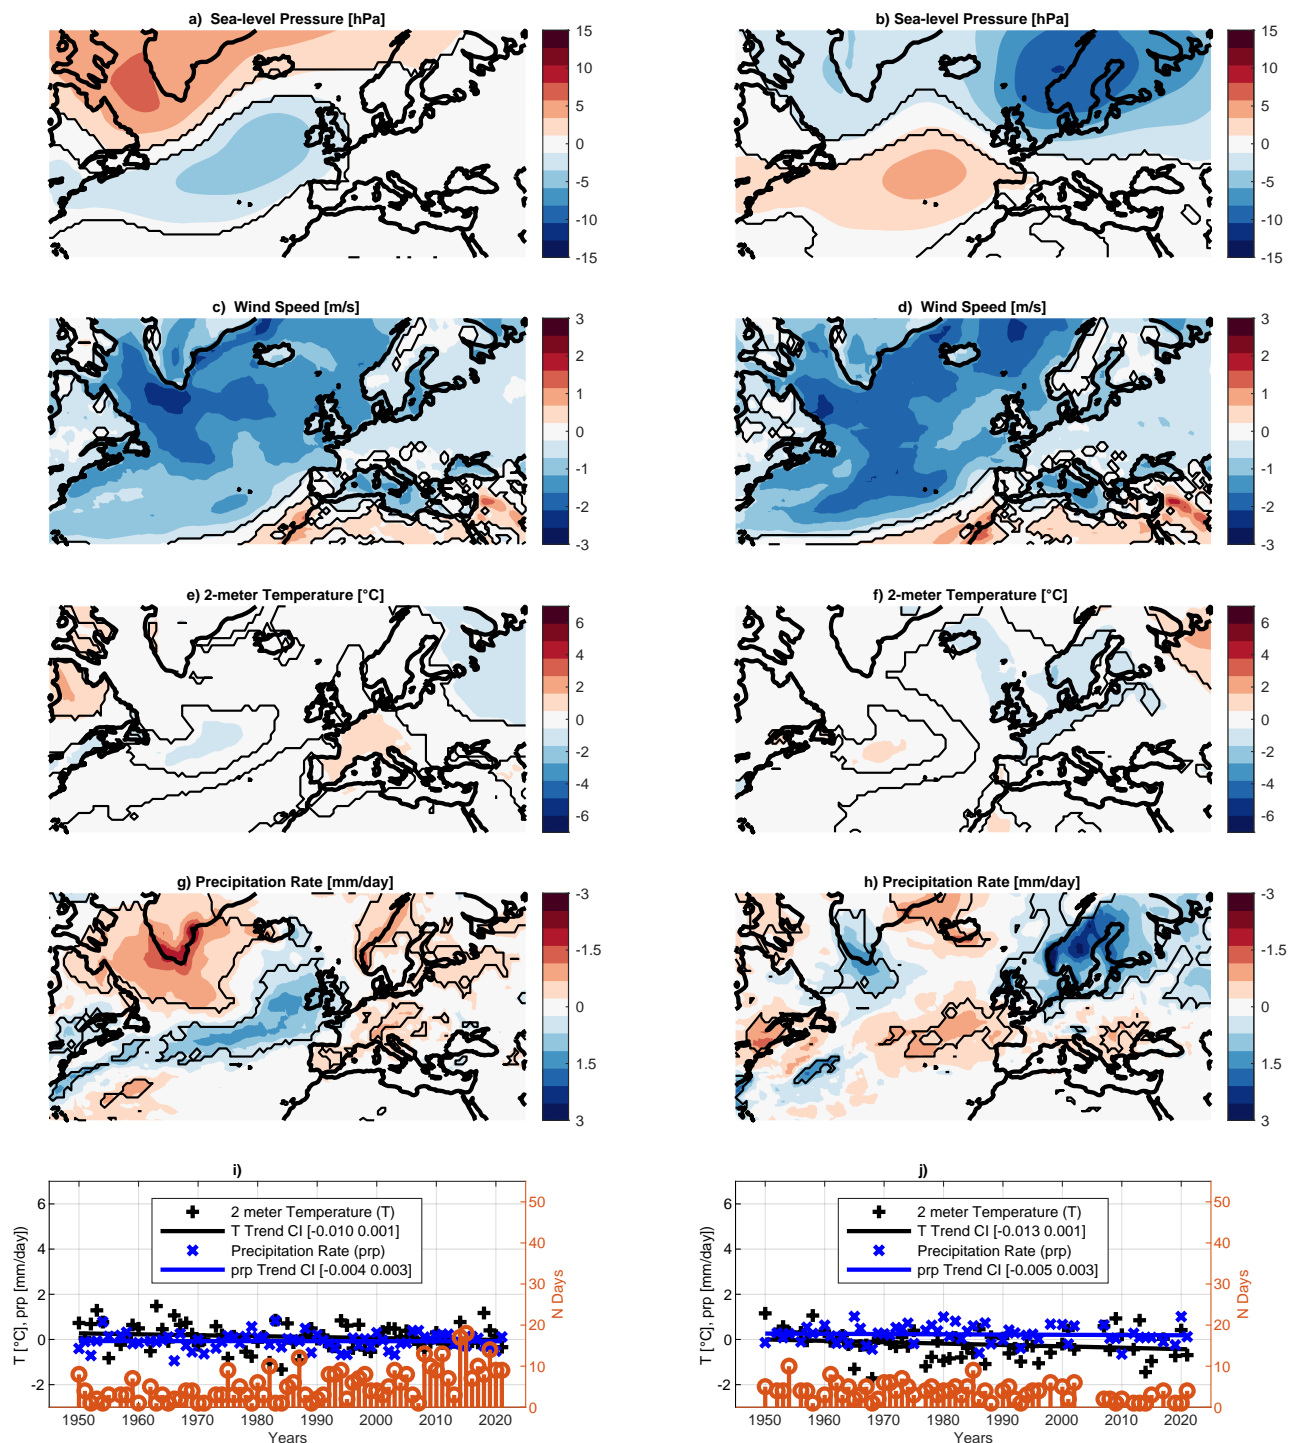 a)  Sea-level Pressure [hPa]
15
10
5
0
-5
-10
-15
b) Sea-level Pressure [hPa]
15
10
5
0
-5
-10
-15
c)  Wind Speed [m/s]
3
2
1
0
-1
-2
-3
d)  Wind Speed [m/s]
3
2
1
0
-1
-2
-3
e) 2-meter Temperature [°C]
6
4
2
0
-2
-4
-6
f) 2-meter Temperature [°C]
6
4
2
0
-2
-4
-6
g) Precipitation Rate [mm/day]
-3
-1.5
0
1.5
3
h) Precipitation Rate [mm/day]
-3
-1.5
0
1.5
3
i)
T [°C], prp [mm/day])
6
4
2
0
-2
2 meter Temperature (T)
T Trend CI [-0.010 0.001]
Precipitation Rate (prp)
prp Trend CI [-0.004 0.003]
50
40
30
20
10
0
N Days
1950 1960 1970 1980 1990 2000 2010 2020
Years
j)
T [°C], prp [mm/day])
6
4
2
0
-2
2 meter Temperature (T)
T Trend CI [-0.013 0.001]
Precipitation Rate (prp)
prp Trend CI [-0.005 0.003]
50
40
30
20
10
0
N Days
1950 1960 1970 1980 1990 2000 2010 2020
Years